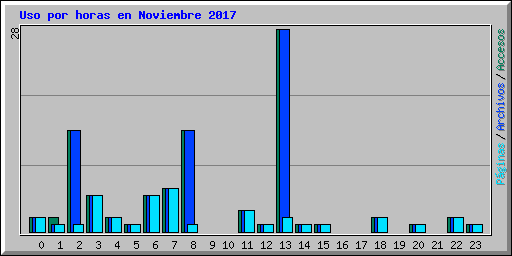 Uso por horas en Noviembre 2017
28
Páginas / Archivos / Accesos
0 1 2 3 4 5 6 7 8 9 10 11 12 13 14 15 16 17 18 19 20 21 22 23